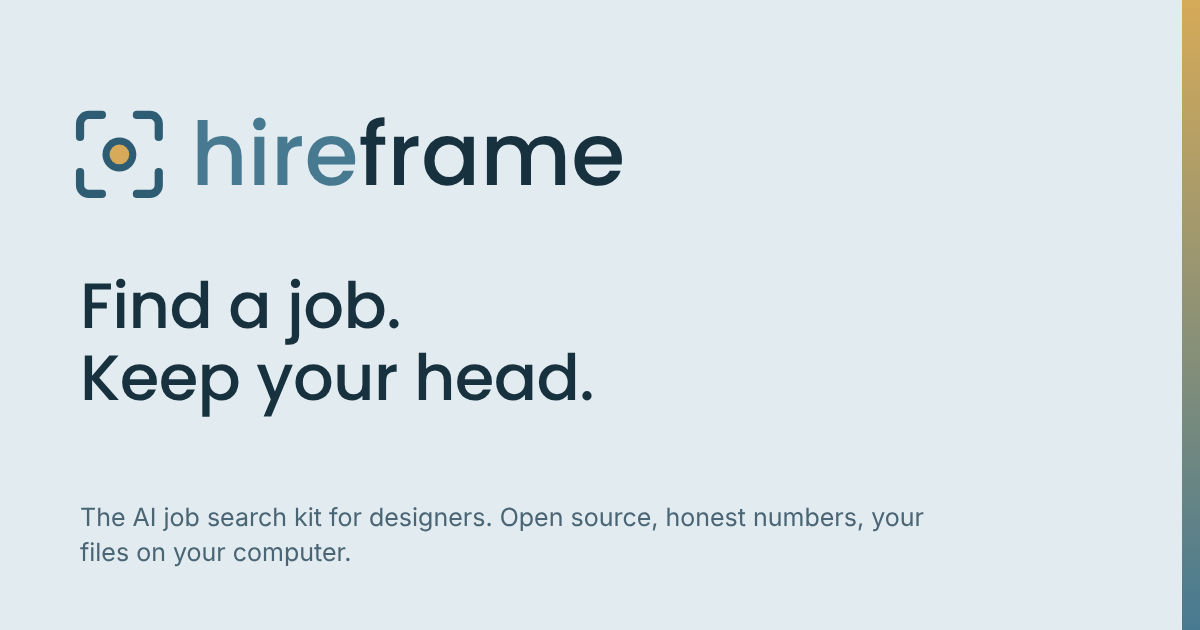 hireframe
Find a job.
Keep your head.
The AI job search kit for designers. Open source, honest numbers, your
files on your computer.